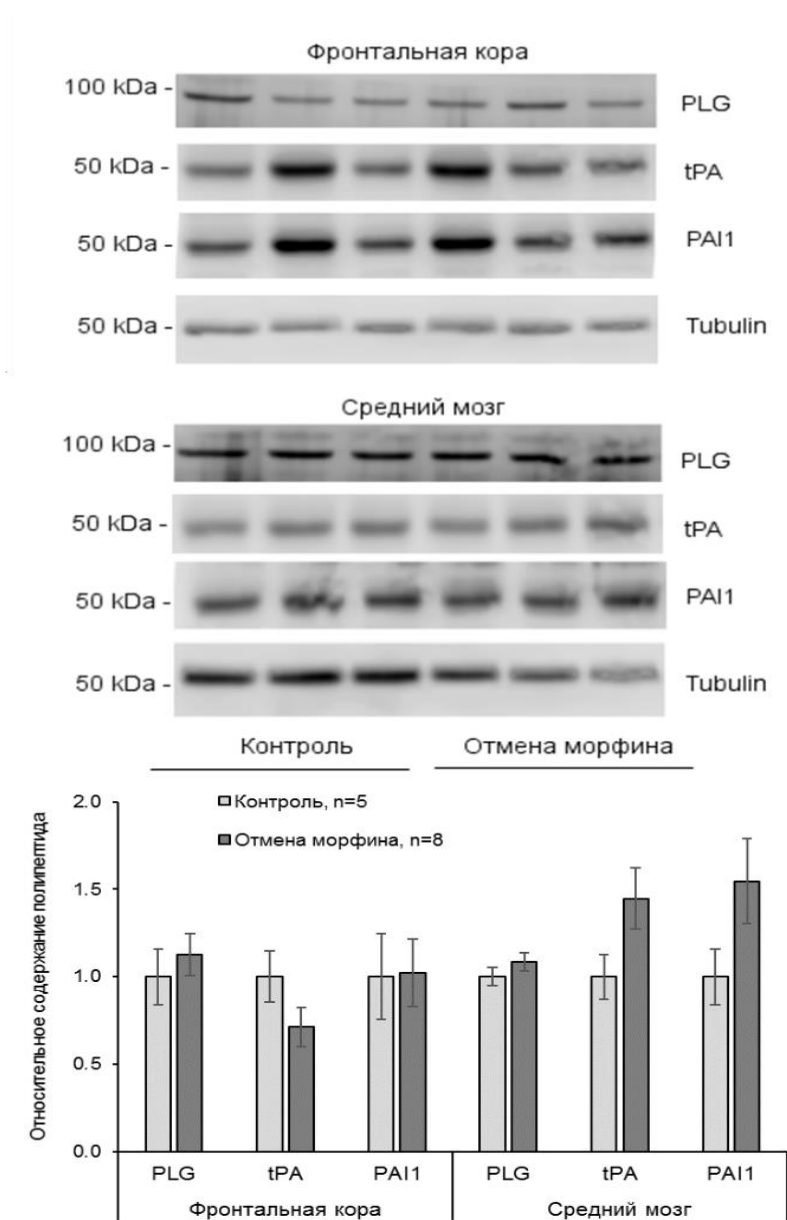 Фронтальная кора
100 kDa -
PLG
50 kDa -
tPA
50 kDa -
PAI1
50 kDa -
Tubulin
Средний мозг
100 kDa -
PLG
50 kDa -
tPA
50 kDa -
PAI1
50 kDa -
Tubulin
Контроль
Отмена морфина
Относительное содержание полипептида
2.0
1.5
1.0
0.5
0.0
Контроль, n=5
Отмена морфина, n=8
PLG tPA PAI1 PLG tPA PAI1
Фронтальная кора Средний мозг